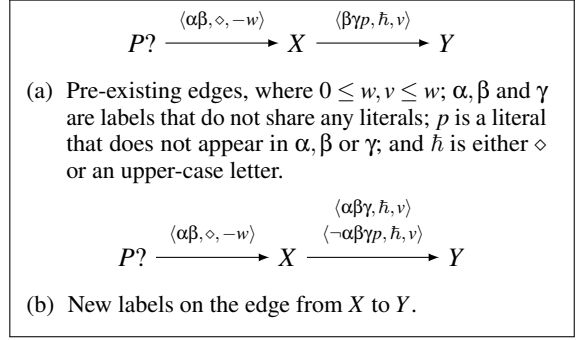 ⟨αβ, ⋄, −w⟩ ⟨βγp, ℏ, v⟩
P? X Y
(a) Pre-existing edges, where 0 ≤ w, v ≤ w; α, β and γ
are labels that do not share any literals; p is a literal
that does not appear in α, β or γ; and ℏ is either ⋄
or an upper-case letter.
⟨αβγ, ℏ, v⟩
⟨αβ, ⋄, −w⟩ ⟨¬αβγp, ℏ, v⟩
P? X Y
(b) New labels on the edge from X to Y.